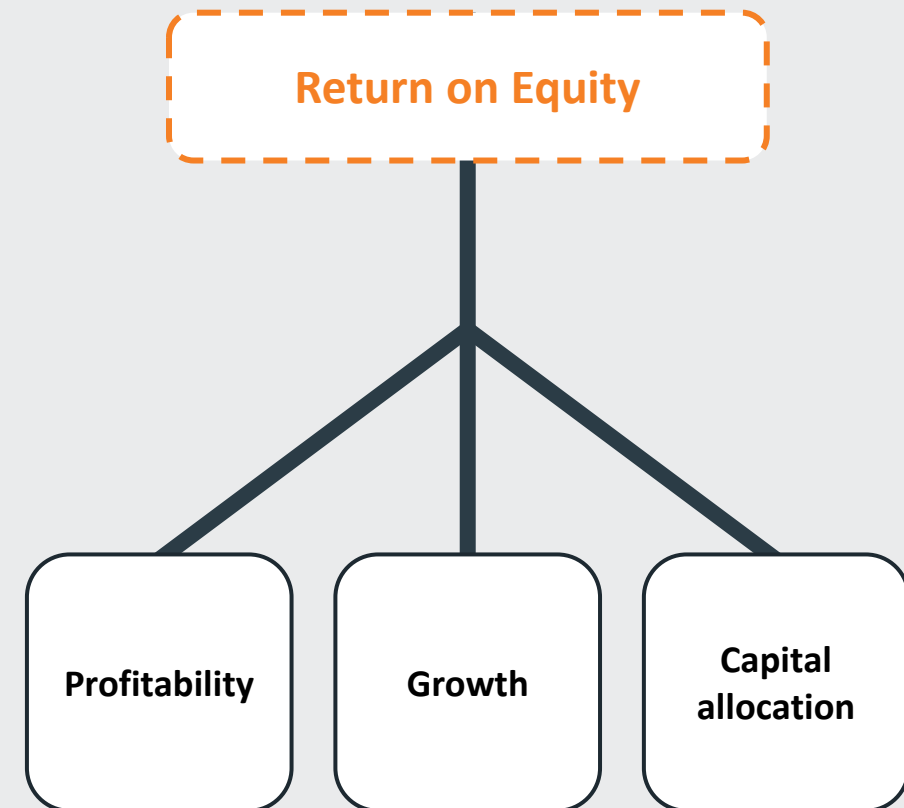 Return on Equity
Profitability
Growth
Capital
allocation